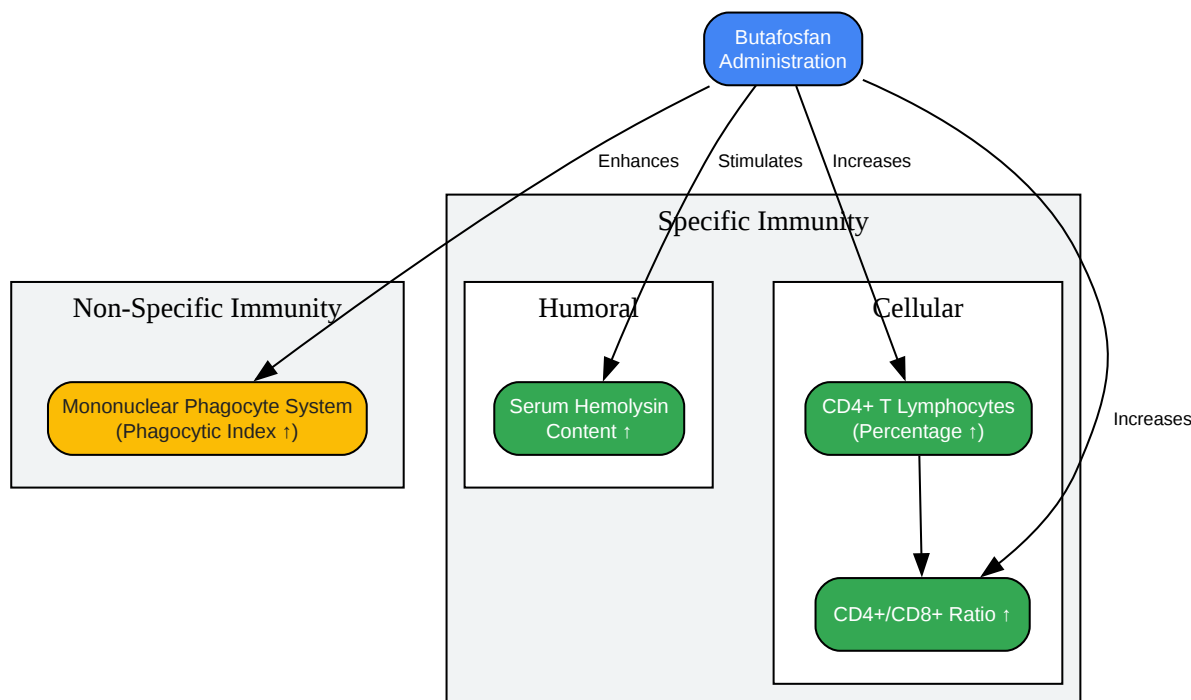 Butafosfan
Administration
Enhances
Stimulates
Increases
Specific Immunity
Non-Specific Immunity
Humoral
Cellular
Mononuclear Phagocyte System
(Phagocytic Index ↑)
Serum Hemolysin
Content ↑
CD4+ T Lymphocytes
(Percentage ↑)
Increases
CD4+/CD8+ Ratio ↑